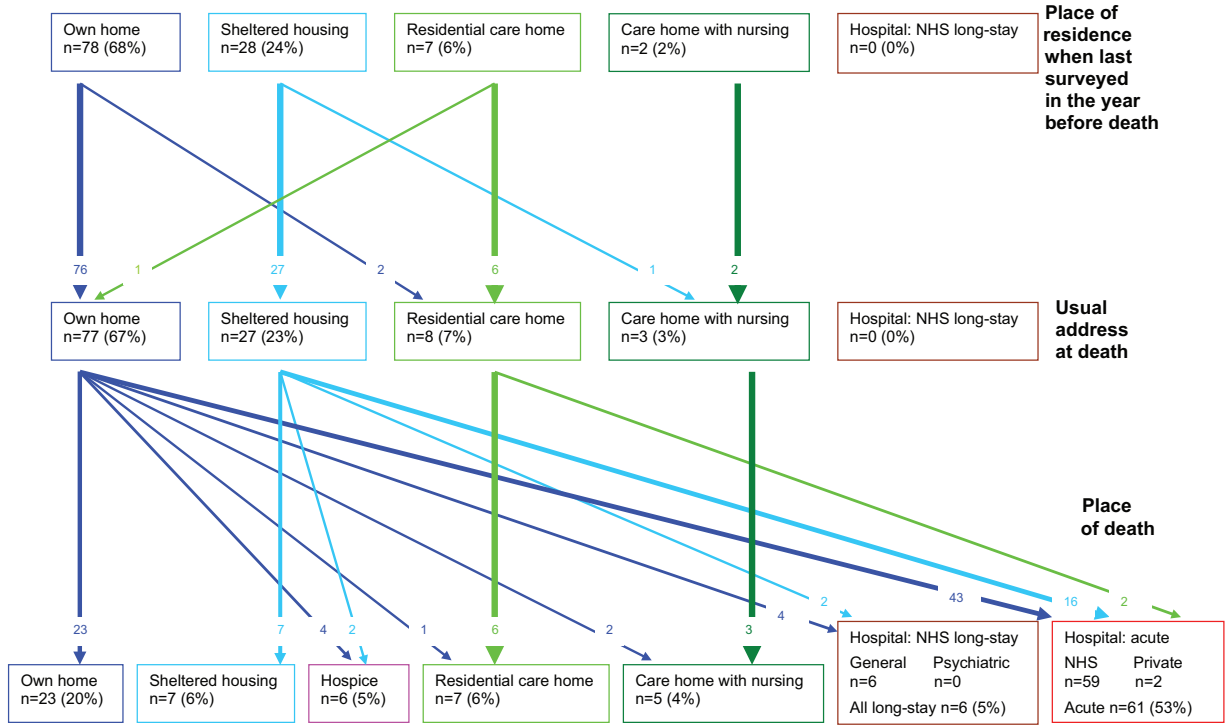 Own home
n=78 (68%)
Sheltered housing
n=28 (24%)
Residential care home
n=7 (6%)
Care home with nursing
n=2 (2%)
Hospital: NHS long-stay
n=0 (0%)
Place of
residence
when last
surveyed
in the year
before death
76
1
27
2
6
1
2
Own home
n=77 (67%)
Sheltered housing
n=27 (23%)
Residential care home
n=8 (7%)
Care home with nursing
n=3 (3%)
Hospital: NHS long-stay
n=0 (0%)
Usual
address
at death
Place
of death
23
7
4
2
1
6
2
3
4
2
43
16
2
Own home
n=23 (20%)
Sheltered housing
n=7 (6%)
Hospice
n=6 (5%)
Residential care home
n=7 (6%)
Care home with nursing
n=5 (4%)
Hospital: NHS long-stay
General Psychiatric
n=6 n=0
All long-stay n=6 (5%)
Hospital: acute
NHS Private
n=59 n=2
Acute n=61 (53%)